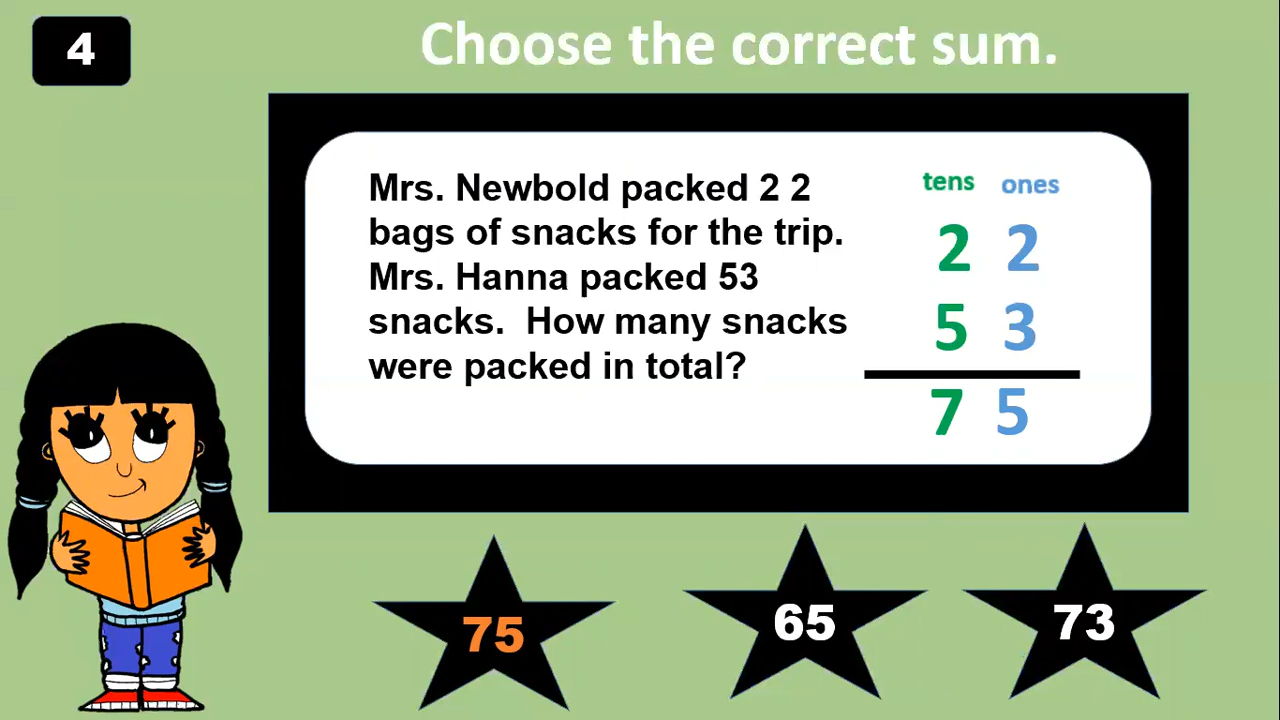 4
Choose the correct sum.
Mrs. Newbold packed 2 2
bags of snacks for the trip.
Mrs. Hanna packed 53
snacks. How many snacks
were packed in total?
tens ones
2 2
5 3
7 5
75
65
73